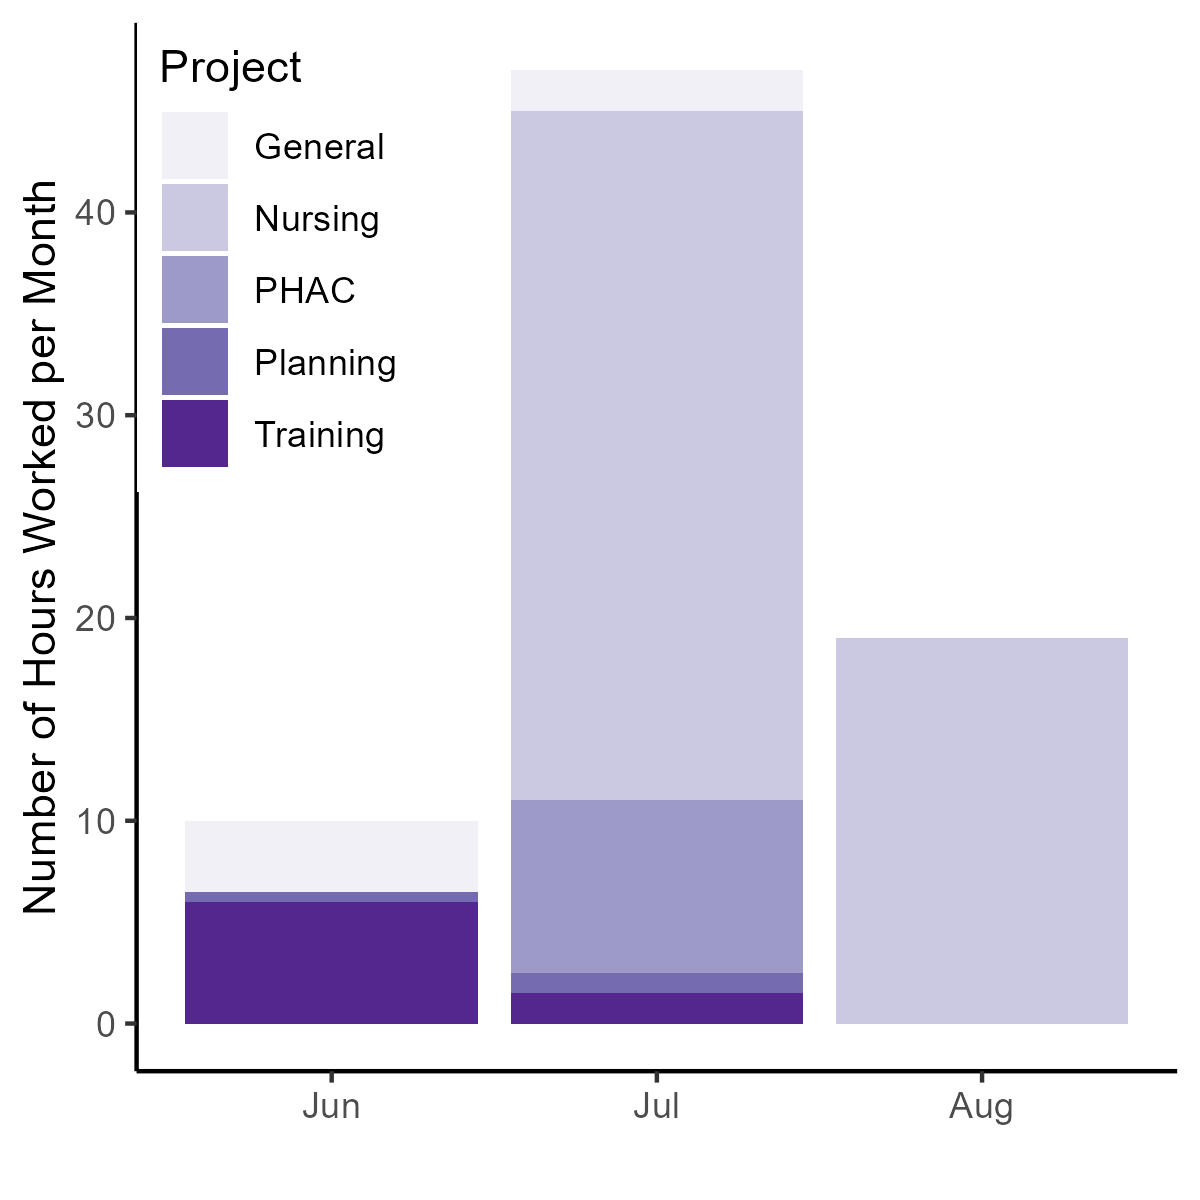 Project
General
Nursing
PHAC
Planning
Training
Number of Hours Worked per Month
40
30
20
10
0
Jun
Jul
Aug